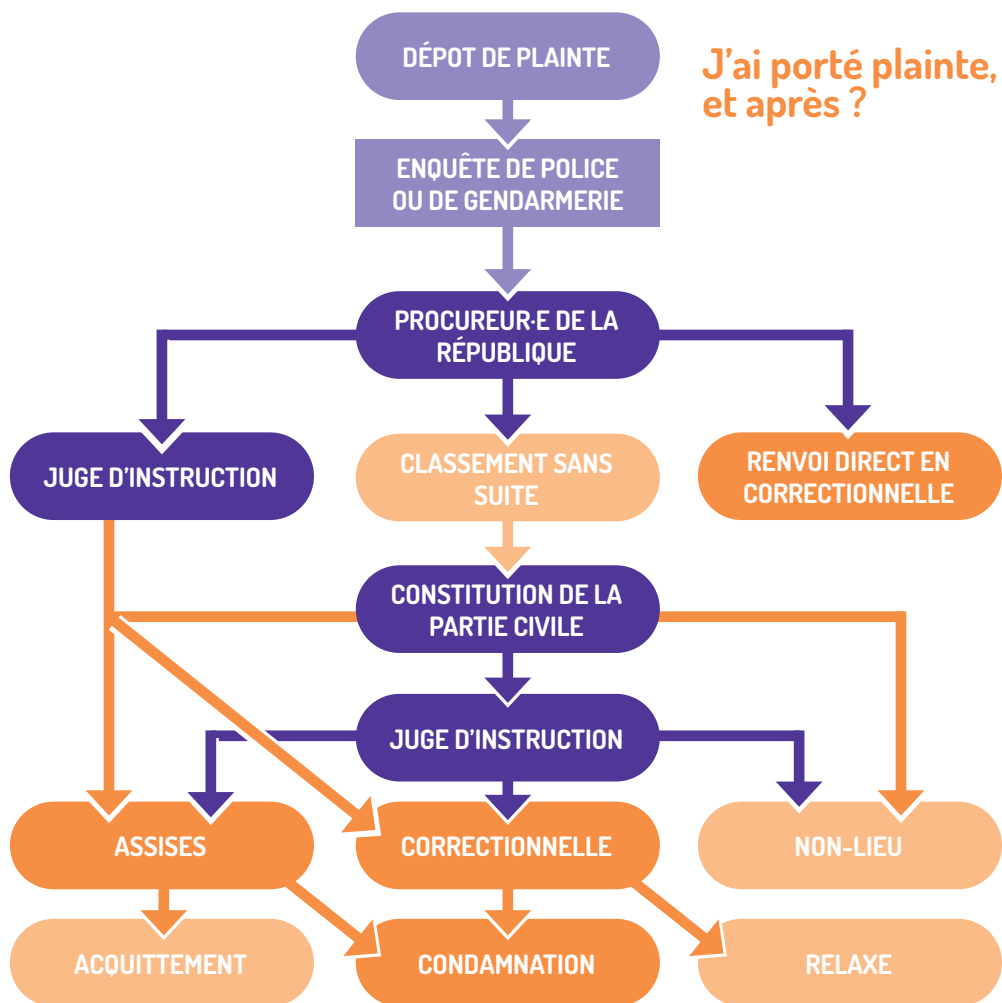 DÉPOT DE PLAINTE
J'ai porté plainte,
et après ?
ENQUÊTE DE POLICE
OU DE GENDARMERIE
PROCUREUR·E DE LA
RÉPUBLIQUE
JUGE D'INSTRUCTION
CLASSEMENT SANS
SUITE
RENVOI DIRECT EN
CORRECTIONNELLE
CONSTITUTION DE LA
PARTIE CIVILE
JUGE D'INSTRUCTION
ASSISES
CORRECTIONNELLE
NON-LIEU
ACQUITTEMENT
CONDAMNATION
RELAXE